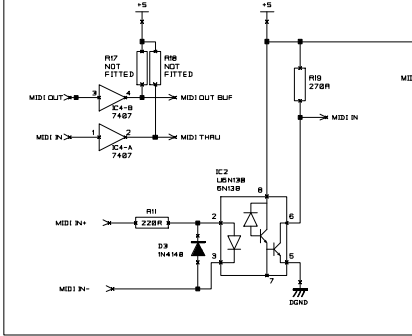 +5
+5
R17
NOT
FITTED
R18
NOT
FITTED
R19
270R
MIDI OUT
3
4
MIDI OUT BUF
IC4-B
7407
MIDI IN
1
2
MIDI THRU
IC4-A
7407
MIDI IN
IC2
6N138
8
MIDI IN+
R11
220R
2
6
D3
1N4148
3
5
MIDI IN-
7
DGND